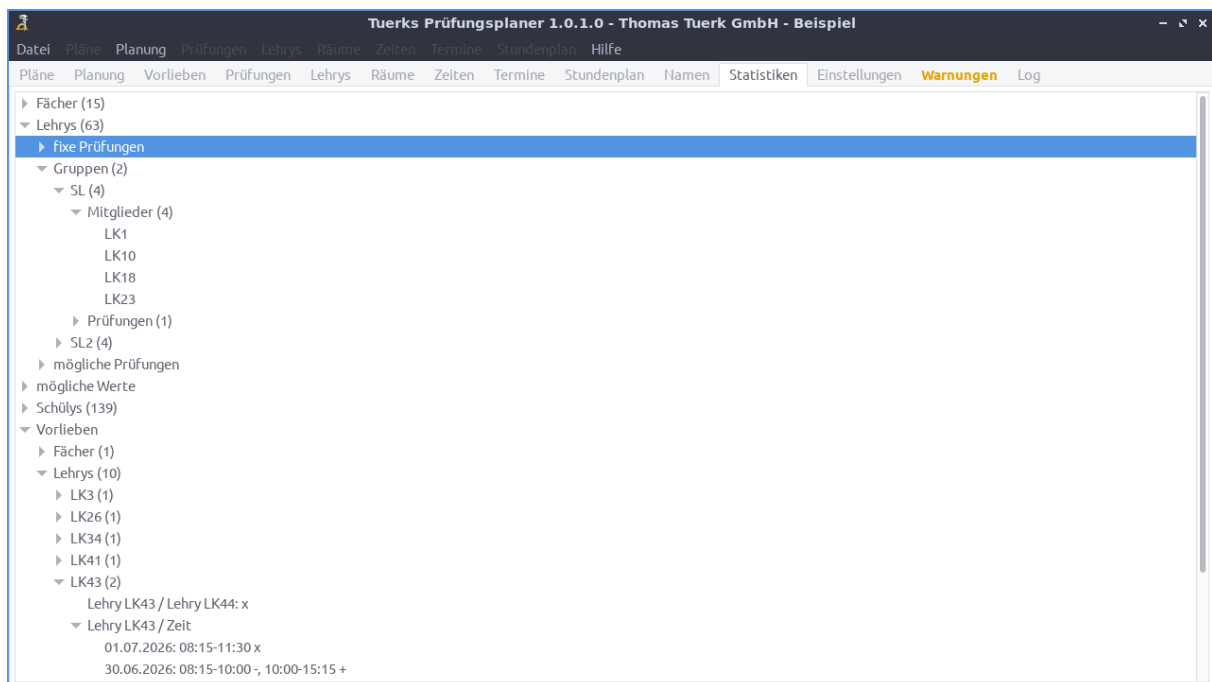 Tuerks Prüfungsplaner 1.0.1.0 - Thomas Tuerk GmbH - Beispiel
Datei Pläne Planung Prüfungen Lehrys Räume Zeiten Termine Stundenplan Hilfe
Pläne Planung Vorlieben Prüfungen Lehrys Räume Zeiten Termine Stundenplan Namen Statistiken Einstellungen Warnungen Log
Fächer (15)
Lehrys (63)
fixe Prüfungen
Gruppen (2)
SL (4)
Mitglieder (4)
LK1
LK10
LK18
LK23
Prüfungen (1)
SL2 (4)
mögliche Prüfungen
mögliche Werte
Schülys (139)
Vorlieben
Fächer (1)
Lehrys (10)
LK3 (1)
LK26 (1)
LK34 (1)
LK41 (1)
LK43 (2)
Lehry LK43 / Lehry LK44: x
Lehry LK43 / Zeit
01.07.2026: 08:15-11:30 x
30.06.2026: 08:15-10:00 -, 10:00-15:15 +